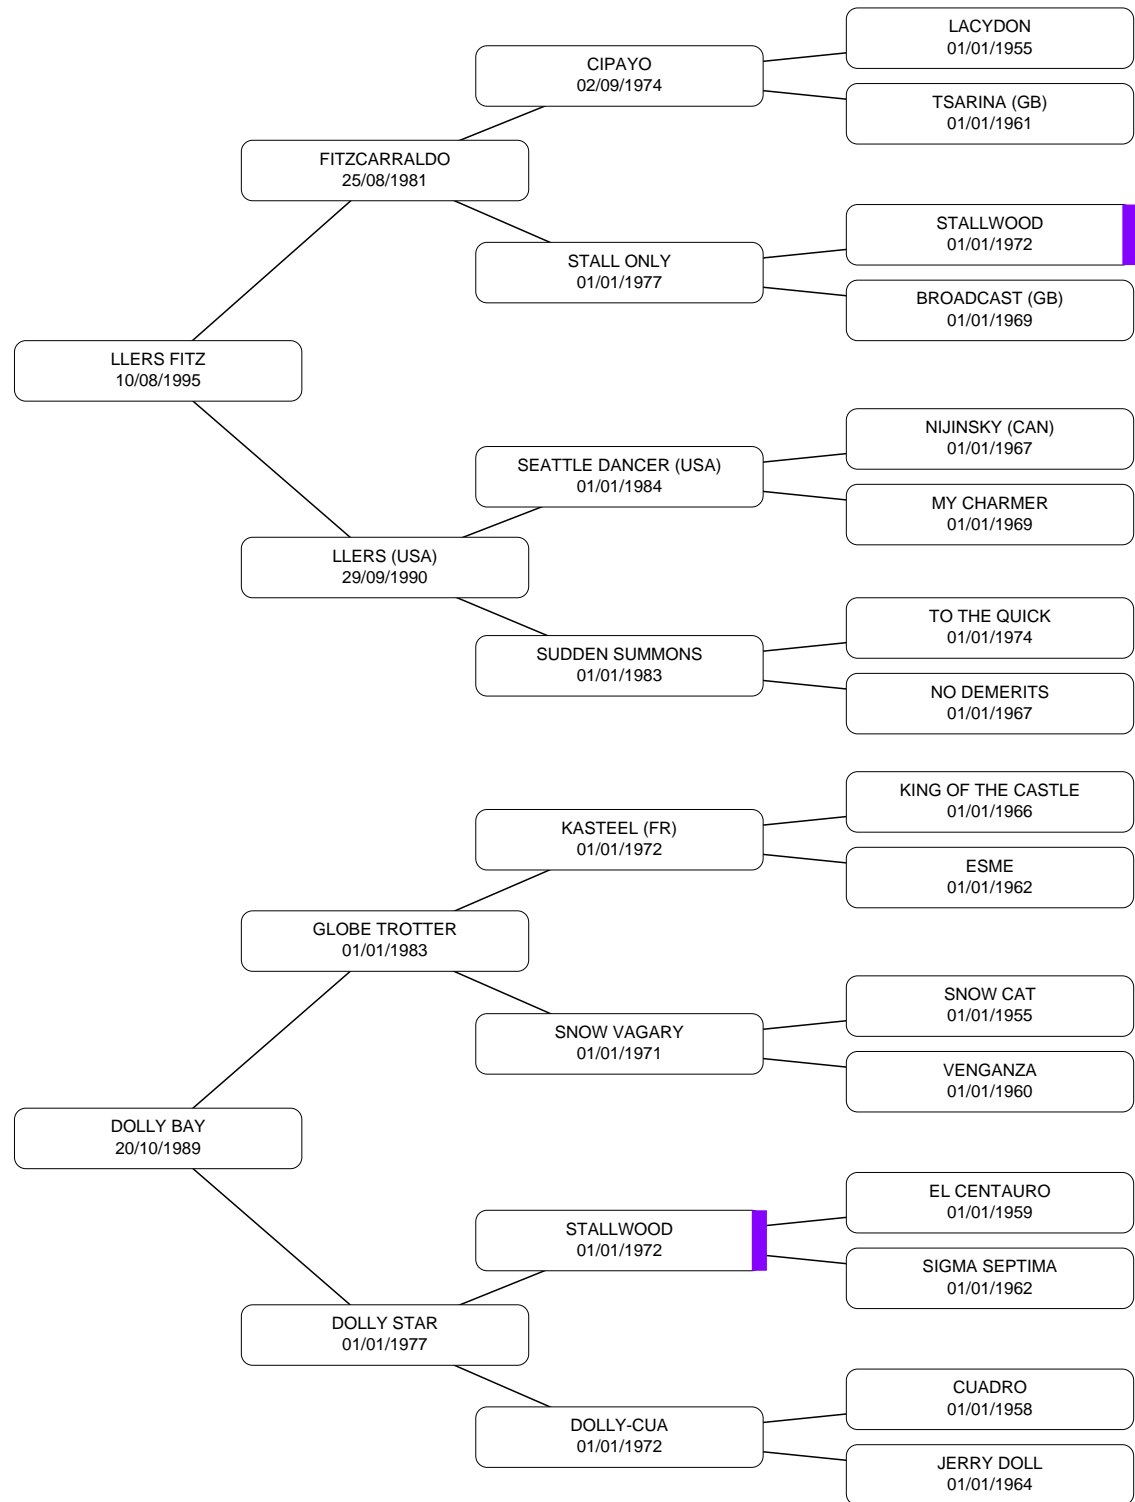 LACYDON
01/01/1955
CIPAYO
02/09/1974
TSARINA (GB)
01/01/1961
FITZCARRALDO
25/08/1981
STALLWOOD
01/01/1972
STALL ONLY
01/01/1977
BROADCAST (GB)
01/01/1969
LLERS FITZ
10/08/1995
NIJINSKY (CAN)
01/01/1967
SEATTLE DANCER (USA)
01/01/1984
MY CHARMER
01/01/1969
LLERS (USA)
29/09/1990
TO THE QUICK
01/01/1974
SUDDEN SUMMONS
01/01/1983
NO DEMERITS
01/01/1967
KING OF THE CASTLE
01/01/1966
KASTEEL (FR)
01/01/1972
ESME
01/01/1962
GLOBE TROTTER
01/01/1983
SNOW CAT
01/01/1955
SNOW VAGARY
01/01/1971
VENGANZA
01/01/1960
DOLLY BAY
20/10/1989
EL CENTAURO
01/01/1959
STALLWOOD
01/01/1972
SIGMA SEPTIMA
01/01/1962
DOLLY STAR
01/01/1977
CUADRO
01/01/1958
DOLLY-CUA
01/01/1972
JERRY DOLL
01/01/1964